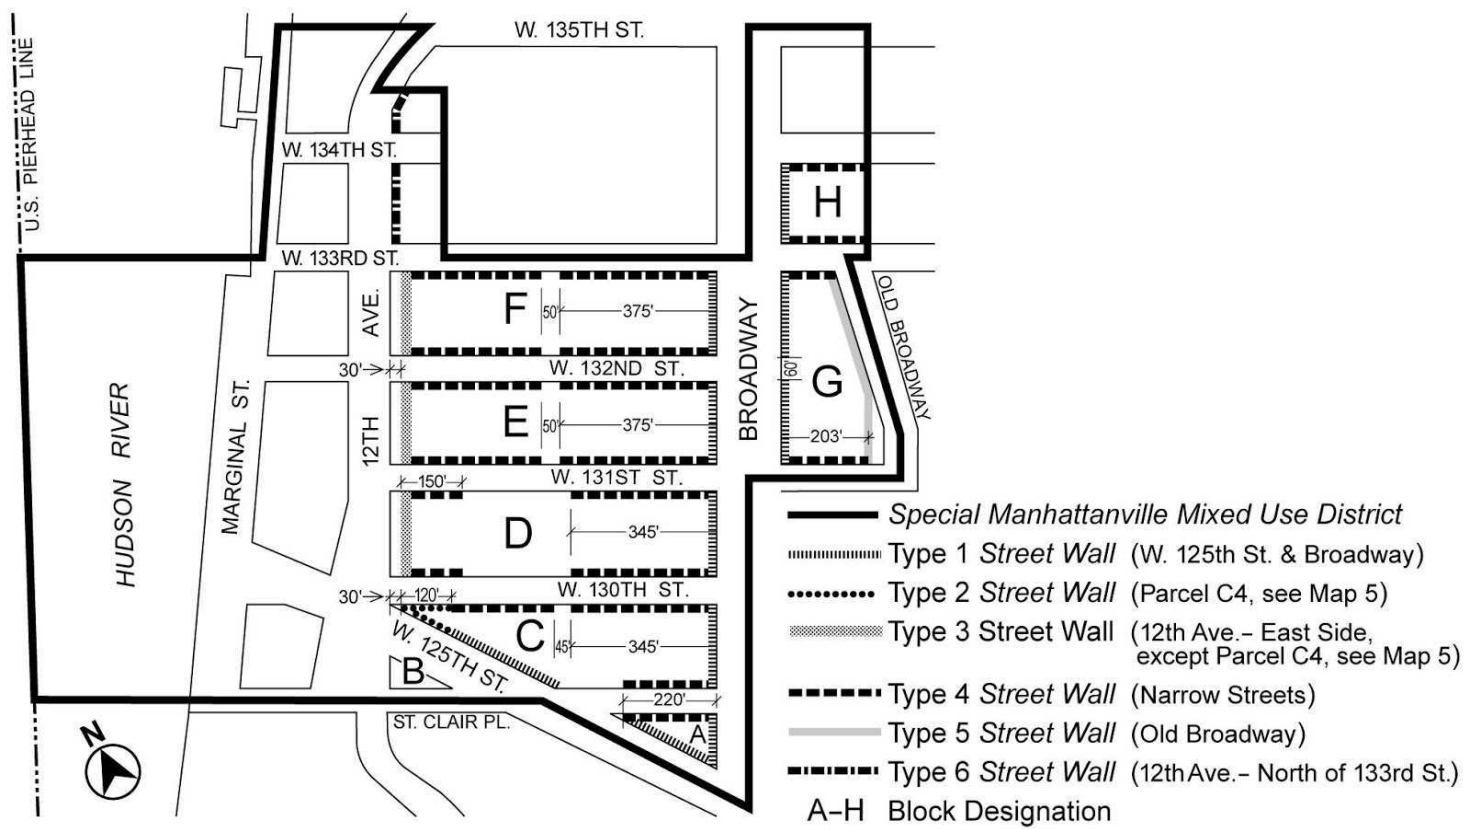 W. 135TH ST.
U.S. PIERHEAD LINE
W. 134TH ST.
H
W. 133RD ST.
AVE.
F
50'
375'
BROADWAY
OLD BROADWAY
30'
W. 132ND ST.
60'
G
HUDSON RIVER
MARGINAL ST.
12TH
E
50'
375'
203'
150'
W. 131ST ST.
D
345'
30'
120'
W. 130TH ST.
W. 125TH ST.
C
45'
345'
B
220'
ST. CLAIR PL.
A
N
Special Manhattanville Mixed Use District
Type 1 Street Wall (W. 125th St. & Broadway)
Type 2 Street Wall (Parcel C4, see Map 5)
Type 3 Street Wall (12th Ave.– East Side,
except Parcel C4, see Map 5)
Type 4 Street Wall (Narrow Streets)
Type 5 Street Wall (Old Broadway)
Type 6 Street Wall (12th Ave.– North of 133rd St.)
A–H Block Designation